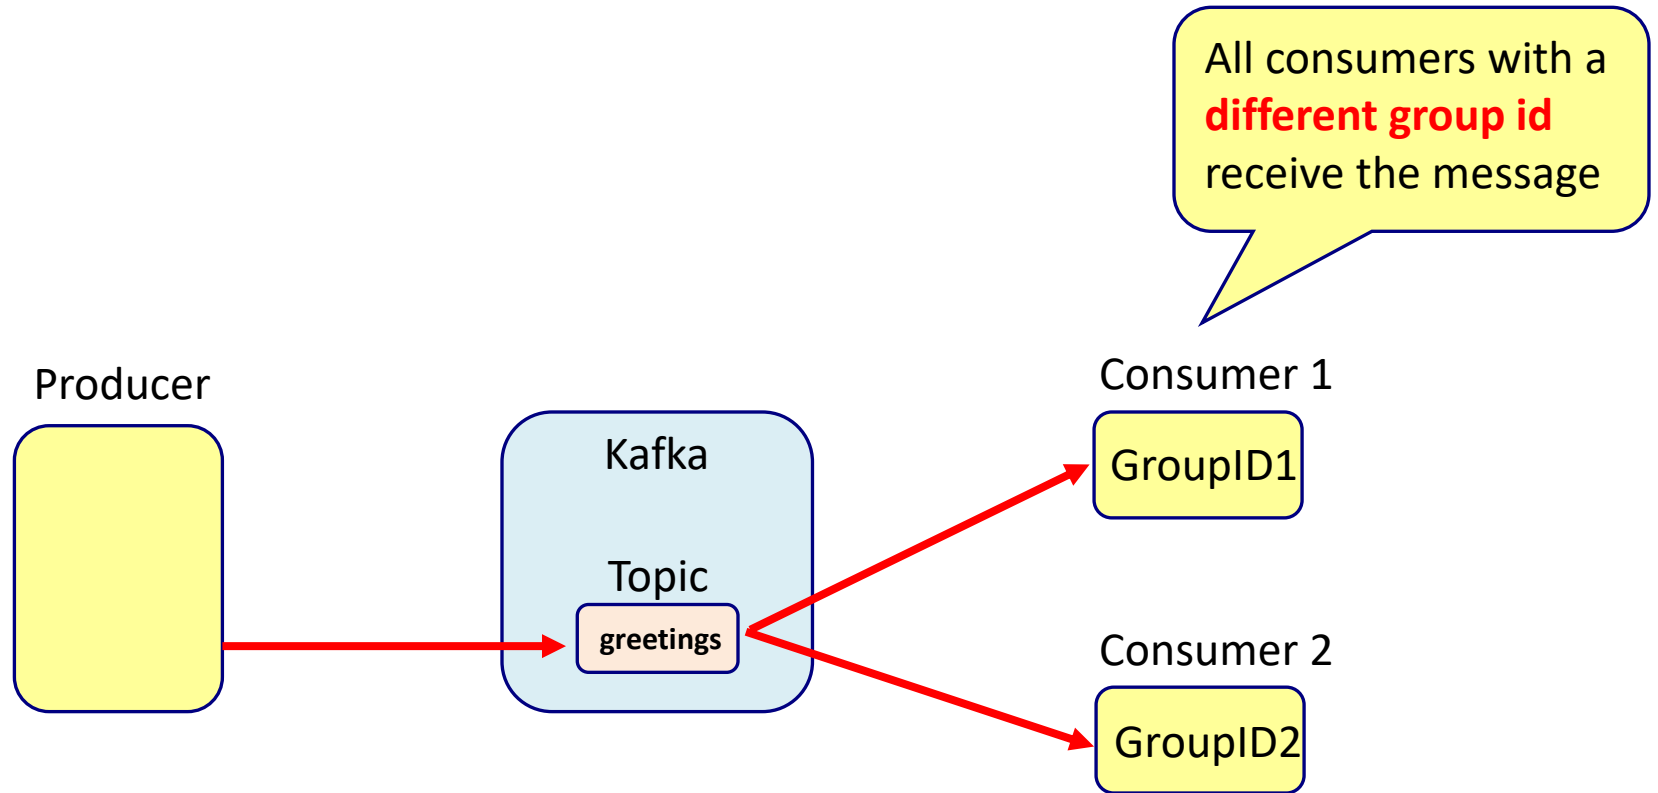 All consumers with a
different group id
receive the message
Producer
Kafka
Topic
greetings
Consumer 1
GroupID1
Consumer 2
GroupID2